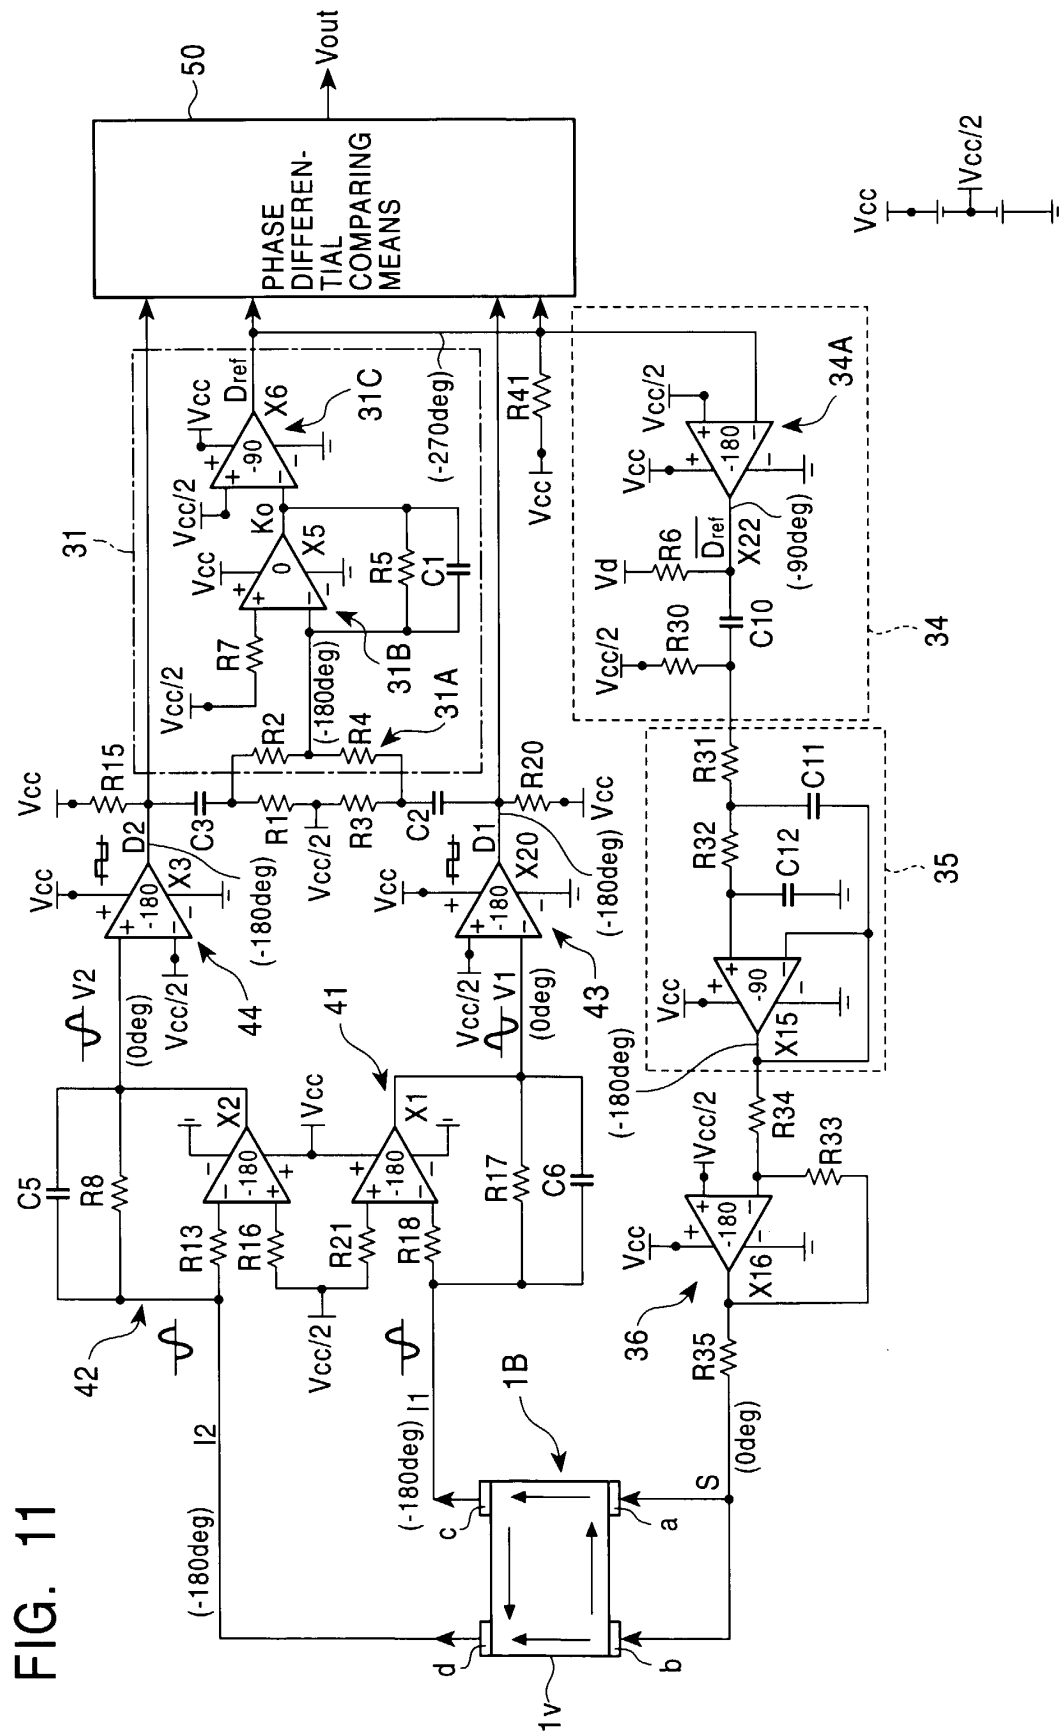 FIG. 11
50
Vout
PHASE
DIFFEREN-
TIAL
COMPARING
MEANS
31
Vcc
Vcc/2
+
+
-90
−
−
X6
31C
Dref
Ko
Vcc
+
+
0
−
−
X5
31B
R7
Vcc/2
R5
C1
(-180deg)
R2
R4
31A
(-270deg)
Vcc
R41
Vcc
R15
C3
R1
Vcc/2
R3
C2
R20
Vcc
D2
(-180deg)
D1
(-180deg)
Vcc
+
+
-180
−
−
X3
44
Vcc/2
V2
(0deg)
Vcc
+
+
-180
−
−
X20
43
Vcc/2
V1
(0deg)
C5
R8
42
R13
R16
−
−
-180
+
+
X2
Vcc
41
+
+
-180
−
−
X1
R21
R18
Vcc/2
R17
C6
I2
(-180deg)
I1
(-180deg)
1B
1v
a
b
c
d
S
(0deg)
R35
36
Vcc
Vcc/2
+
+
-180
−
−
X16
R33
R34
(-180deg)
35
Vcc
+
+
-90
−
−
X15
R32
C12
R31
C11
34
Vcc/2
R30
C10
Vd
R6
Dref
X22
(-90deg)
Vcc
Vcc/2
+
+
-180
−
−
34A
Vcc
Vcc/2